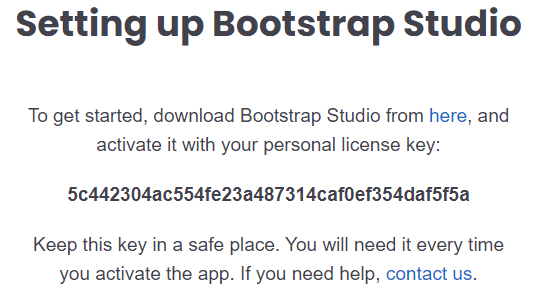 Setting up Bootstrap Studio
To get started, download Bootstrap Studio from here, and
activate it with your personal license key:
5c442304ac554fe23a487314caf0ef354daf5f5a
Keep this key in a safe place. You will need it every time
you activate the app. If you need help, contact us.